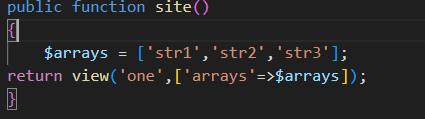 public function site()
{
    $arrays = ['str1','str2','str3'];
return view('one',['arrays'=>$arrays]);
}